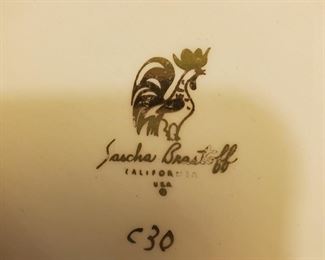 Sascha Brastoff
CALIFORNIA
USA
®
C30